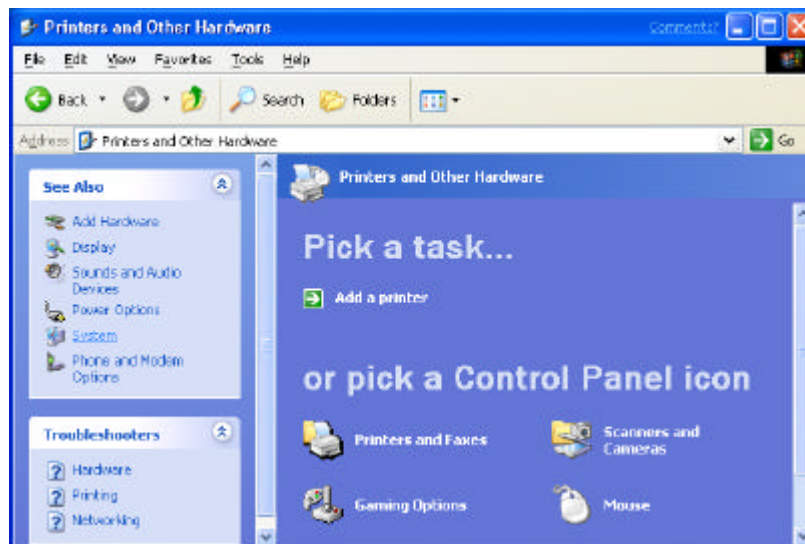 Printers and Other Hardware
Comments?
File Edit View Favorites Tools Help
Back Search Folders
Address Printers and Other Hardware Go
See Also
Add Hardware
Display
Sounds and Audio
Devices
Power Options
System
Phone and Modem
Options
Troubleshooters
Hardware
Printing
Networking
Printers and Other Hardware
Pick a task...
Add a printer
or pick a Control Panel icon
Printers and Faxes
Scanners and
Cameras
Gaming Options
Mouse